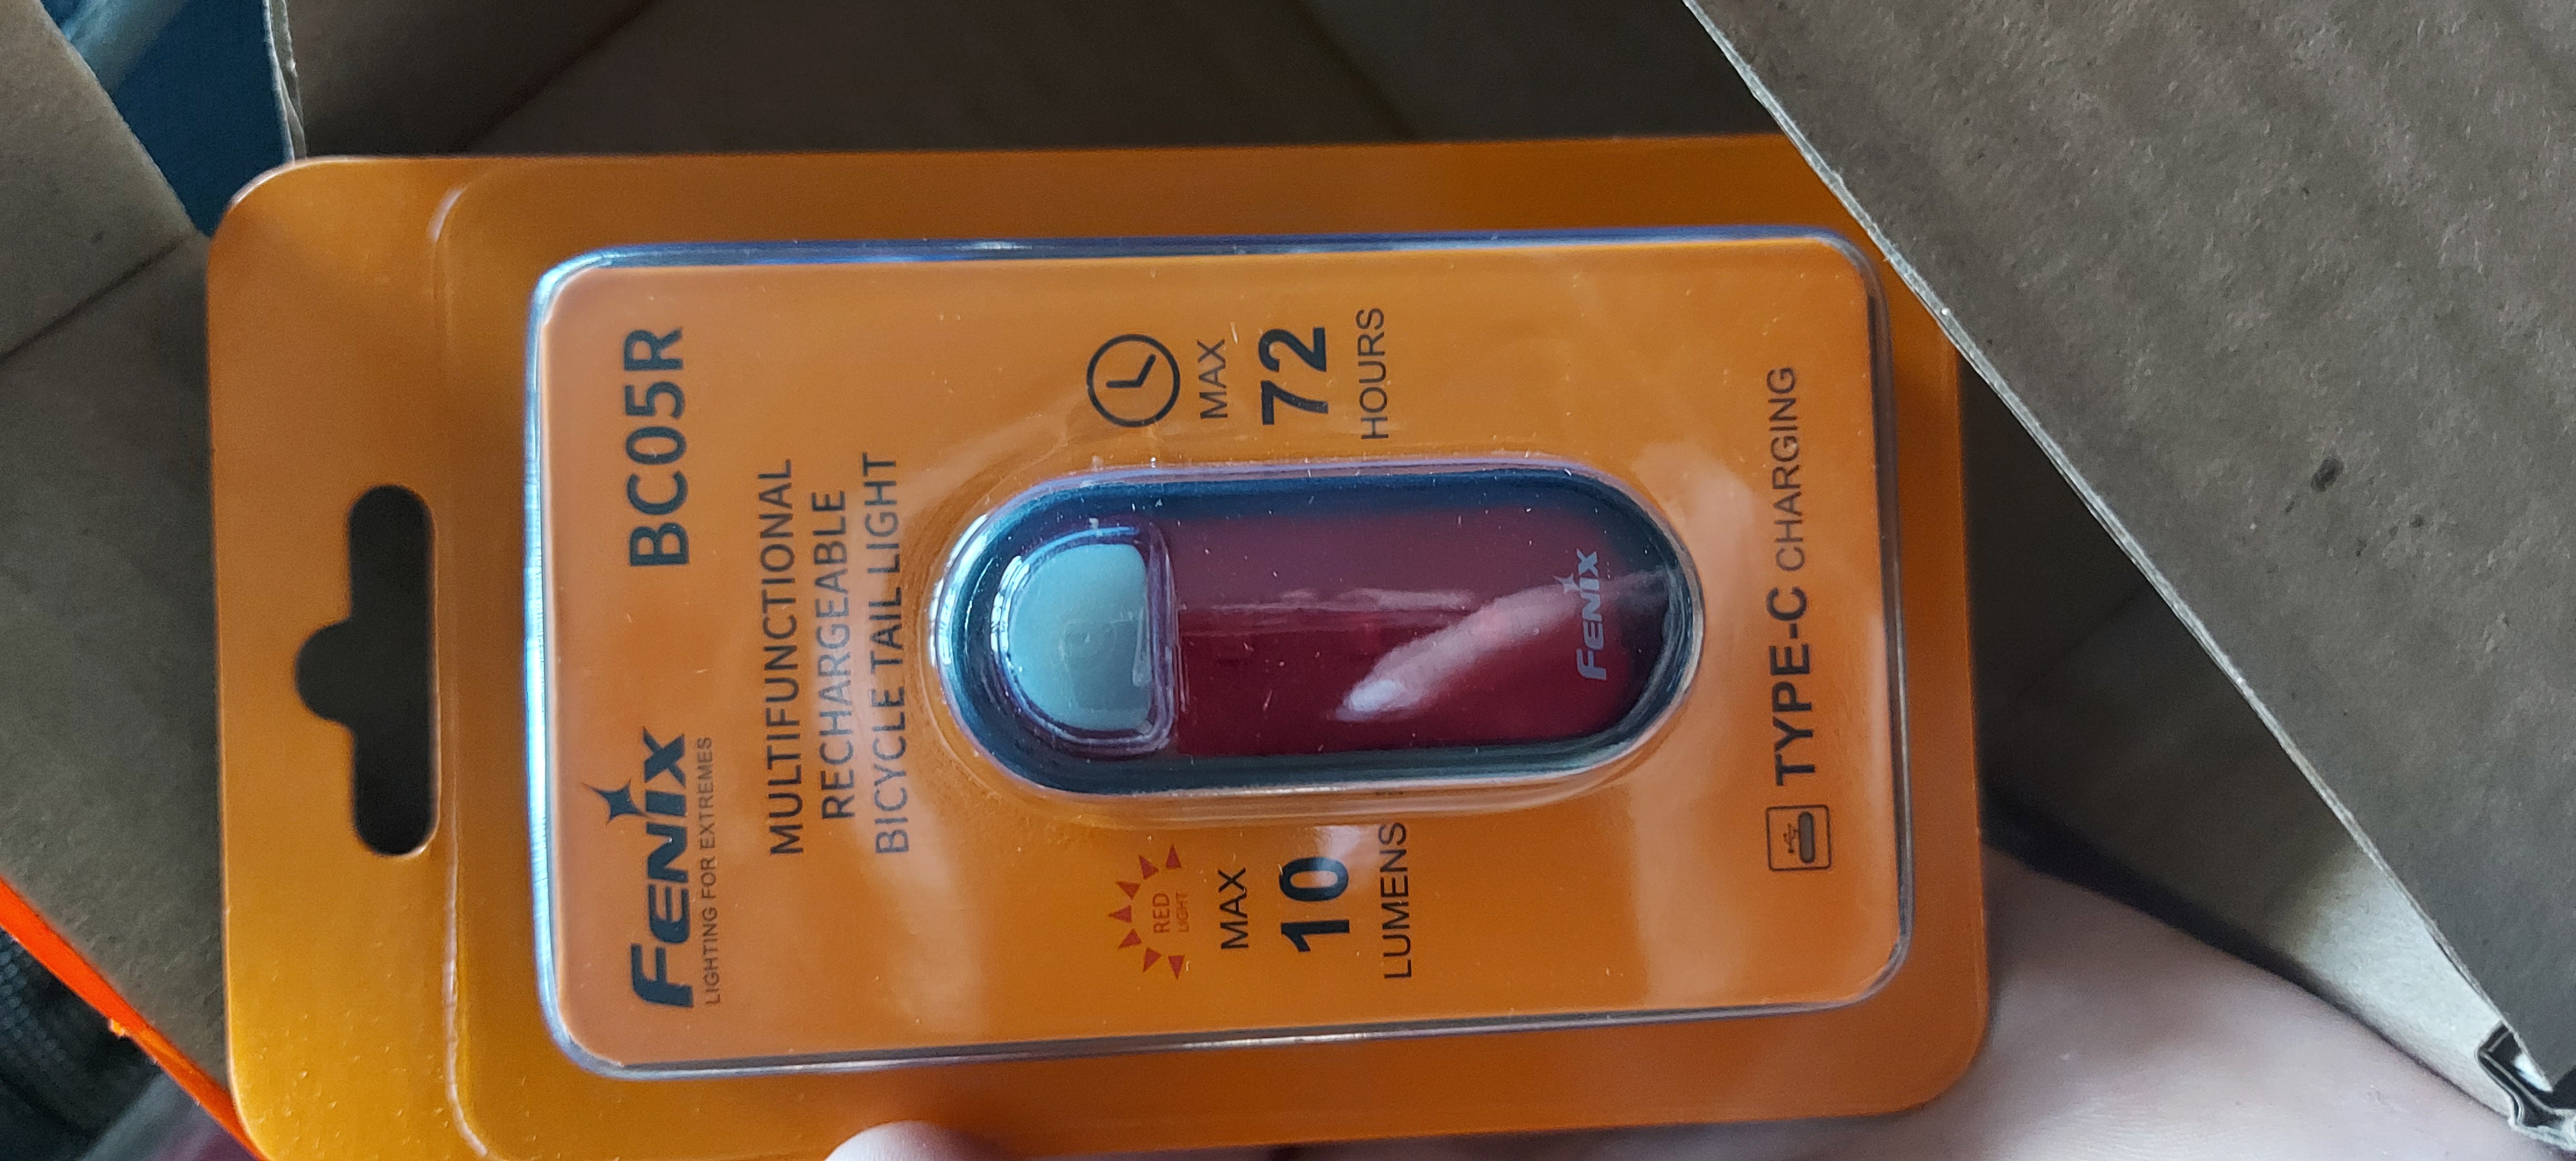 Fenix
LIGHTING FOR EXTREMES
BC05R
MULTIFUNCTIONAL
RECHARGEABLE
BICYCLE TAIL LIGHT
RED
LIGHT
MAX
10
LUMENS
MAX
72
HOURS
Fenix
TYPE-C CHARGING